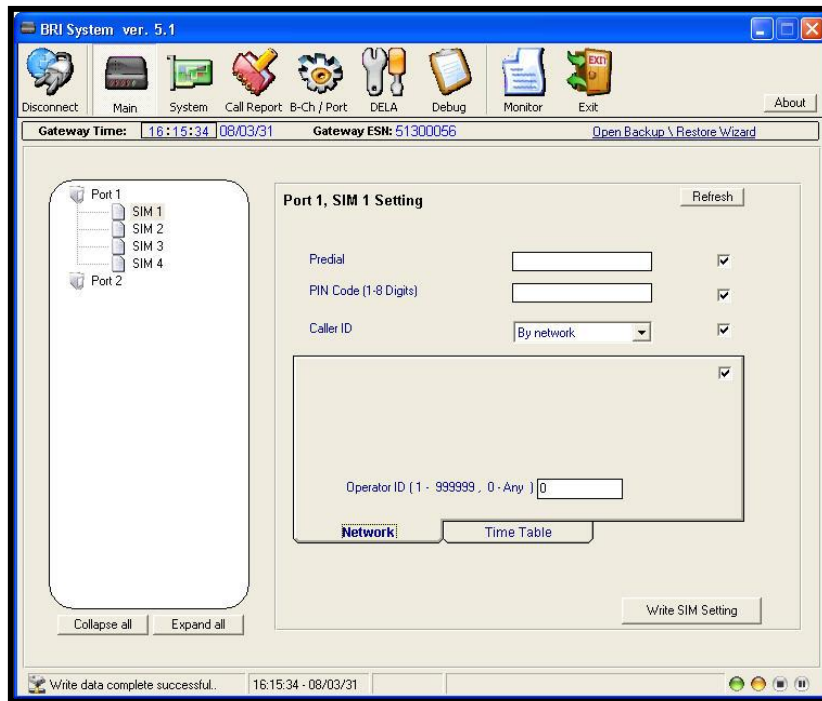 BRI System ver. 5.1
Disconnect Main System Call Report B-Ch / Port DELA Debug Monitor Exit About
EXIT
Gateway Time: 16:15:34 08/03/31 Gateway ESN: 51300056 Open Backup \ Restore Wizard
Port 1
SIM 1
SIM 2
SIM 3
SIM 4
Port 2
Collapse all Expand all
Port 1, SIM 1 Setting Refresh
Predial
PIN Code (1-8 Digits)
Caller ID By network
Operator ID ( 1 - 999999 , 0 - Any ) 0
Network Time Table
Write SIM Setting
Write data complete successful.. 16:15:34 - 08/03/31